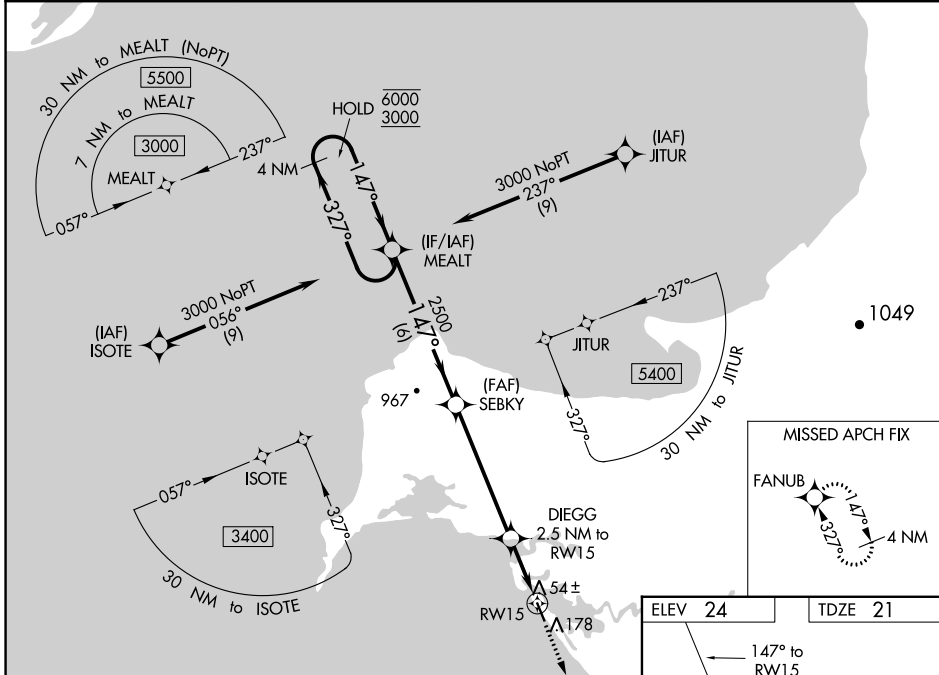 30 NM to MEALT (NoPT)
5500
7 NM to MEALT
3000
MEALT
237°
057°
HOLD
6000
3000
4 NM
147°
327°
(IAF)
JITUR
3000 NoPT
237°
(9)
(IF/IAF)
MEALT
3000 NoPT
056°
(9)
(IAF)
ISOTE
2500
147°
(6)
237°
JITUR
5400
327°
30 NM to JITUR
1049
967
(FAF)
SEBKY
ISOTE
057°
327°
3400
30 NM to ISOTE
DIEGG
2.5 NM to
RW15
54±
RW15
178
MISSED APCH FIX
FANUB
147°
327°
4 NM
ELEV 24
TDZE 21
147° to
RW15